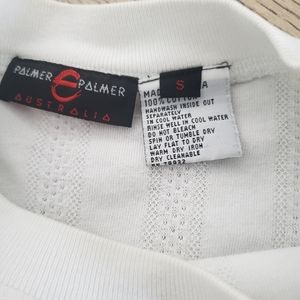 PALMER PALMER
AUSTRALIA
S
MADE A
100% COTTON
HANDWASH INSIDE OUT
SEPARATELY
IN COOL WATER
RINSE WELL IN COOL WATER
DO NOT BLEACH
SPIN OR TUMBLE DRY
LAY FLAT TO DRY
WARM DRY IRON
DRY CLEANABLE